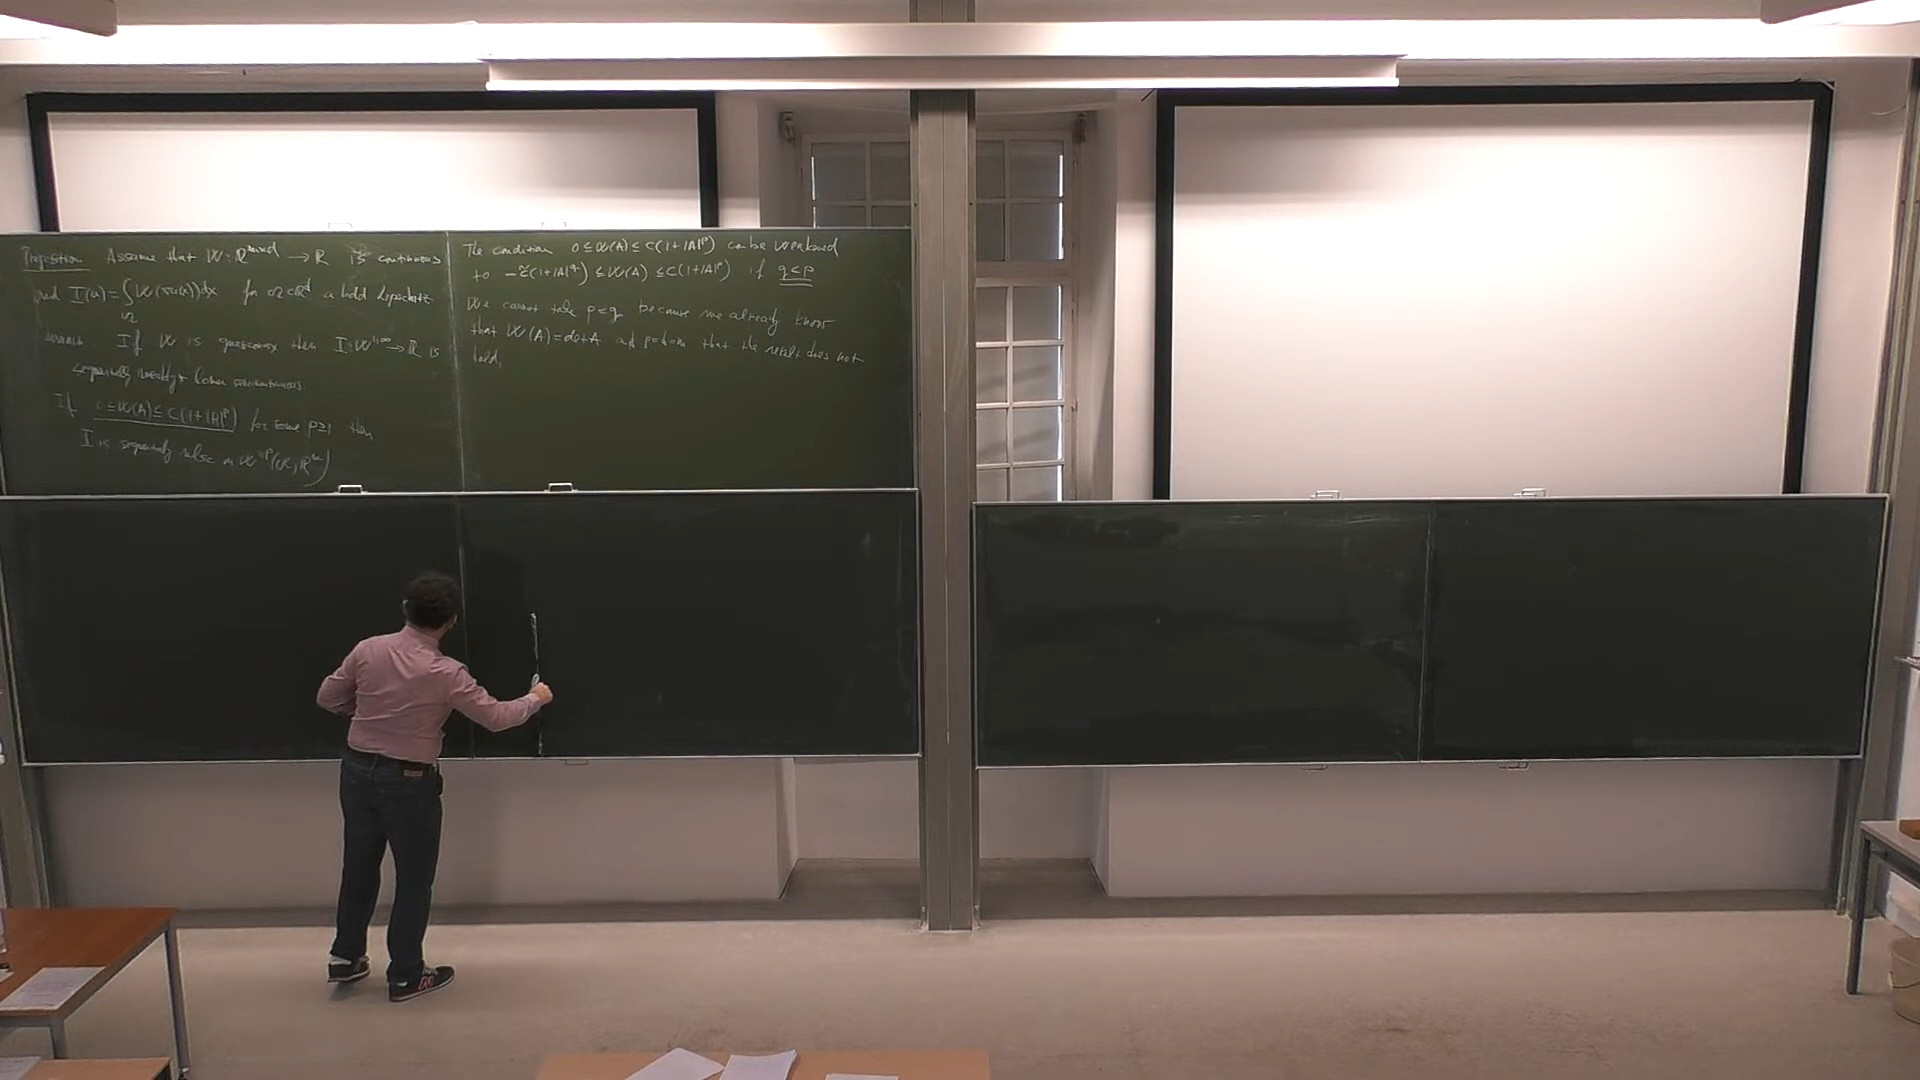 Proposition Assume that W: ℝ^{m×d} → ℝ is continuous
and I(u) = ∫_Ω W(∇u(x))dx for Ω⊂ℝ^d a bdd Lipschitz
domain. If W is quasiconvex then I: W^{1,∞} → ℝ is
sequentially weakly* lower semicontinuous
If 0 ≤ W(A) ≤ C(1+|A|^p) for some p≥1 then
I is sequentially wlsc on W^{1,p}(Ω, ℝ^m)
The condition 0 ≤ W(A) ≤ C(1+|A|^p) can be weakened
to -C̃(1+|A|^q) ≤ W(A) ≤ C(1+|A|^p) if q<p
We cannot take p=q because we already know
that W(A) = det A and p=d=m that the result does not
hold.